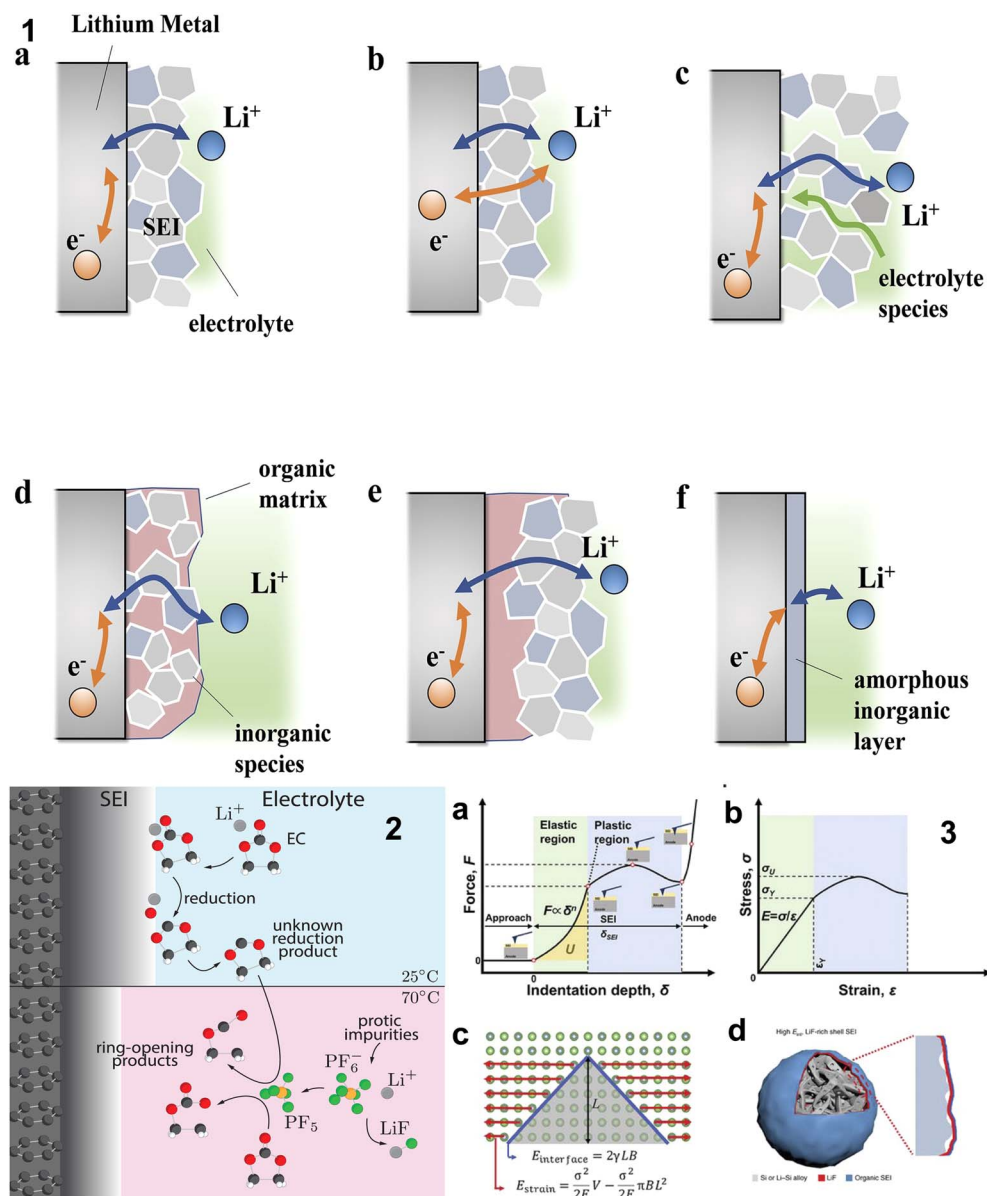 1
Lithium Metal
a
Li+
SEI
e-
electrolyte
b
Li+
e-
c
Li+
e-
electrolyte
species
d
organic
matrix
Li+
e-
inorganic
species
e
Li+
e-
f
Li+
e-
amorphous
inorganic
layer
SEI
Electrolyte
2
Li+
EC
reduction
unknown
reduction
product
25°C
70°C
ring-opening
products
protic
impurities
PF6−
Li+
PF5
LiF
3
a
Elastic
region
Plastic
region
Force, F
F∝δn
Approach
SEI
Anode
δSEI
U
0
0
Indentation depth, δ
b
Stress, σ
σU
σY
E=σ/ε
εY
0
Strain, ε
c
L
Einterface = 2γLB
Estrain = σ2/2E V − σ2/2E πBL2
d
LiF-rich shell SEI
Si or Li–Si alloy
LiF
Organic SEI